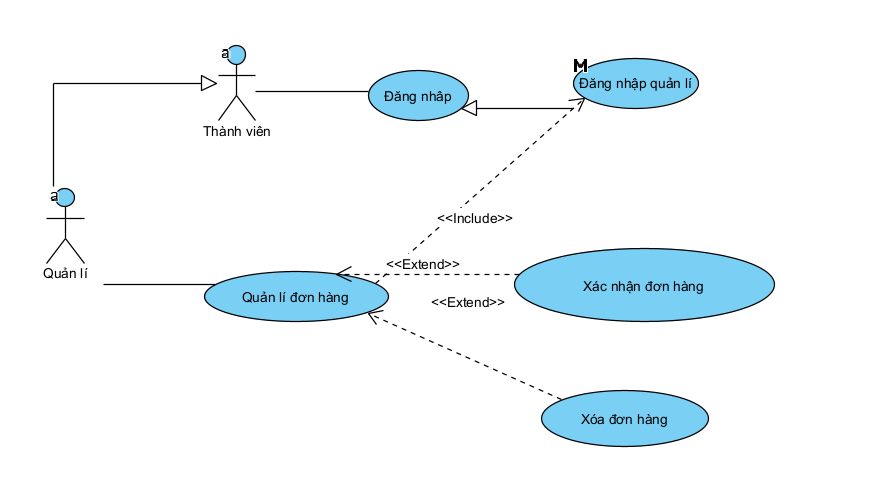 a
Thành viên
Đăng nhâp
M
Đăng nhập quản lí
a
Quản lí
<<Include>>
<<Extend>>
Quản lí đơn hàng
Xác nhận đơn hàng
<<Extend>>
Xóa đơn hàng